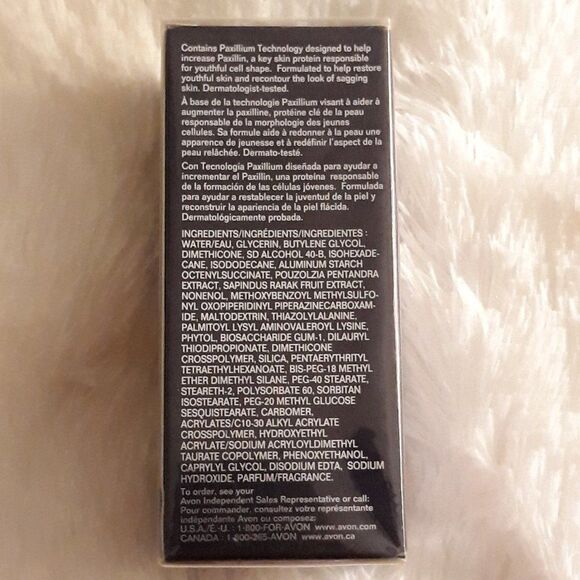 Contains Paxillium Technology designed to help
increase Paxillin, a key skin protein responsible
for youthful cell shape. Formulated to help restore
youthful skin and recontour the look of sagging
skin. Dermatologist-tested.
À base de la technologie Paxillium visant à aider à
augmenter la paxilline, protéine clé de la peau
responsable de la morphologie des jeunes
cellules. Sa formule aide à redonner à la peau une
apparence de jeunesse et à redéfinir l'aspect de la
peau relâchée. Dermato-testé.
Con Tecnología Paxillium diseñada para ayudar a
incrementar el Paxillin, una proteína responsable
de la formación de las células jóvenes. Formulada
para ayudar a restablecer la juventud de la piel y
reconstruir la apariencia de la piel flácida.
Dermatológicamente probada.
INGREDIENTS/INGRÉDIENTS/INGREDIENTES :
WATER/EAU, GLYCERIN, BUTYLENE GLYCOL,
DIMETHICONE, SD ALCOHOL 40-B, ISOHEXADE-
CANE, ISODODECANE, ALUMINUM STARCH
OCTENYLSUCCINATE, POUZOLZIA PENTANDRA
EXTRACT, SAPINDUS RARAK FRUIT EXTRACT,
NONENOL, METHOXYBENZOYL METHYLSULFO-
NYL OXOPIPERIDINYL PIPERAZINECARBOXAM-
IDE, MALTODEXTRIN, THIAZOLYLALANINE,
PALMITOYL LYSYL AMINOVALEROYL LYSINE,
PHYTOL, BIOSACCHARIDE GUM-1, DILAURYL
THIODIPROPIONATE, DIMETHICONE
CROSSPOLYMER, SILICA, PENTAERYTHRITYL
TETRAETHYLHEXANOATE, BIS-PEG-18 METHYL
ETHER DIMETHYL SILANE, PEG-40 STEARATE,
STEARETH-2, POLYSORBATE 60, SORBITAN
ISOSTEARATE, PEG-20 METHYL GLUCOSE
SESQUISTEARATE, CARBOMER,
ACRYLATES/C10-30 ALKYL ACRYLATE
CROSSPOLYMER, HYDROXYETHYL
ACRYLATE/SODIUM ACRYLOYLDIMETHYL
TAURATE COPOLYMER, PHENOXYETHANOL,
CAPRYLYL GLYCOL, DISODIUM EDTA, SODIUM
HYDROXIDE. PARFUM/FRAGRANCE.
To order, see your
Avon Independent Sales Representative or call:
Pour commander, consultez votre représentante
indépendante Avon ou composez:
U.S.A./É.-U. : 1-800-FOR-AVON www.avon.com
CANADA : 1-800-265-AVON www.avon.ca